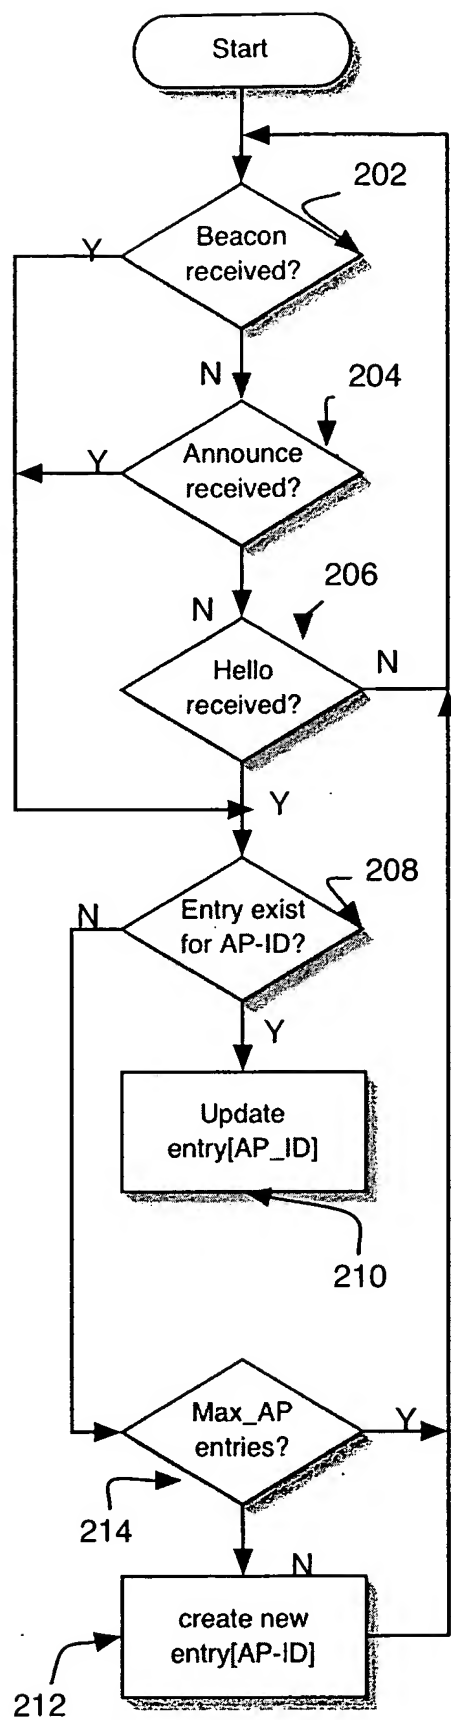 Start
202
Beacon
received?
Y
N
204
Announce
received?
Y
N
206
Hello
received?
N
Y
208
Entry exist
for AP-ID?
N
Y
Update
entry[AP_ID]
210
Max_AP
entries?
Y
214
N
create new
entry[AP-ID]
212